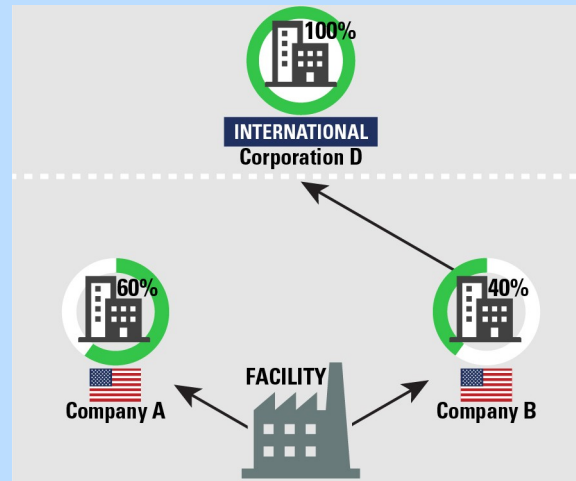 100%
INTERNATIONAL
Corporation D
60%
40%
FACILITY
Company A
Company B